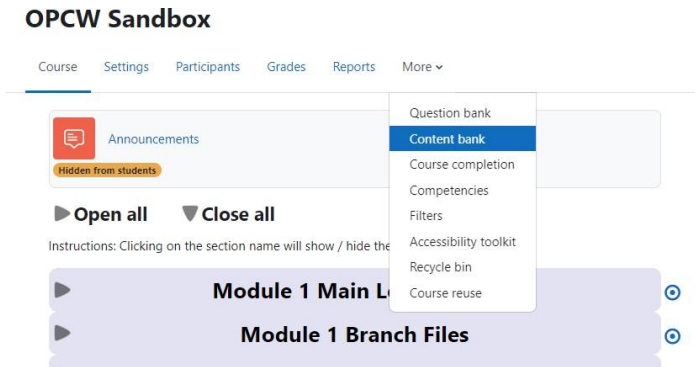 OPCW Sandbox
Course Settings Participants Grades Reports More
Question bank
Announcements
Content bank
Hidden from students
Course completion
Competencies
Open all Close all
Filters
Instructions: Clicking on the section name will show / hide the
Accessibility toolkit
Recycle bin
Module 1 Main
Course reuse
Module 1 Branch Files